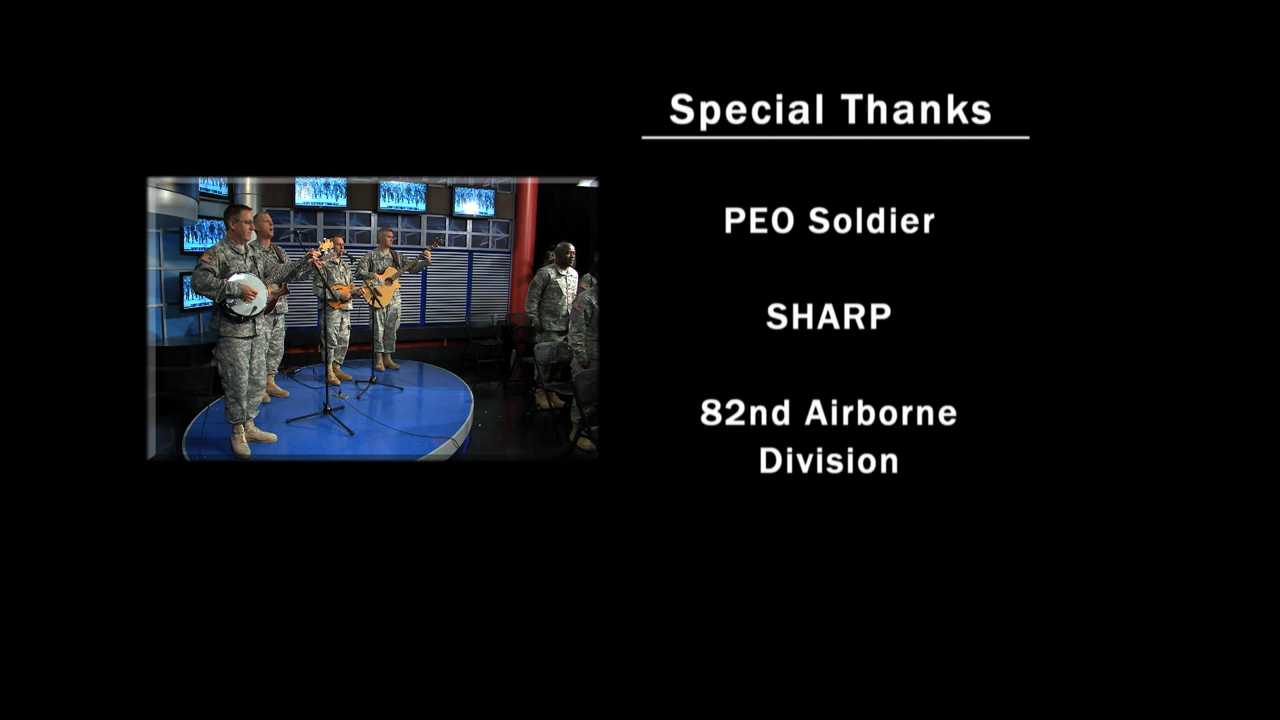 Special Thanks
PEO Soldier
SHARP
82nd Airborne
Division